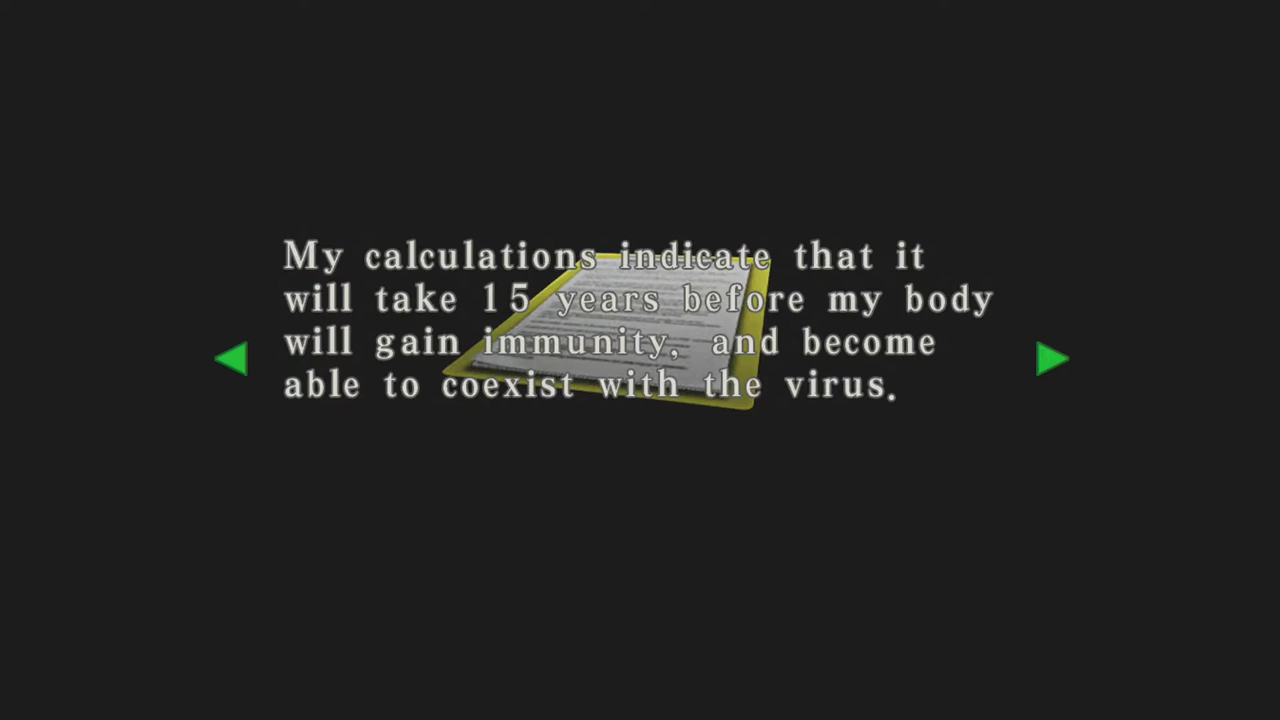 My calculations indicate that it
will take 15 years before my body
will gain immunity, and become
able to coexist with the virus.